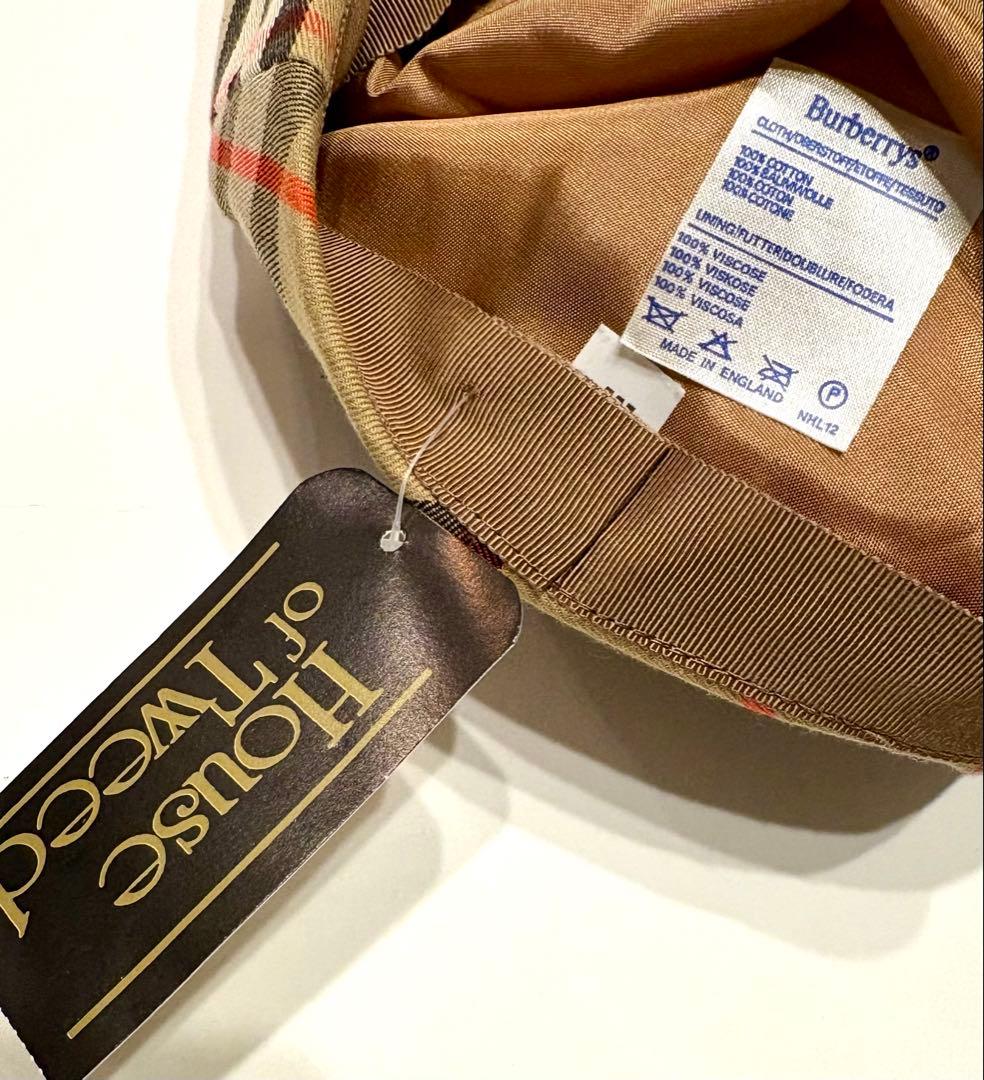 Burberrys®
CLOTH/OBERSTOFF/ETOFFE/TESSUTO
100% COTTON
100% BAUMWOLLE
100% COTON
100% COTONE
LINING/FUTTER/DOUBLURE/FODERA
100% VISCOSE
100% VISKOSE
100% VISCOSE
100% VISCOSA
P
MADE IN ENGLAND
NHL12
House
of Tweed